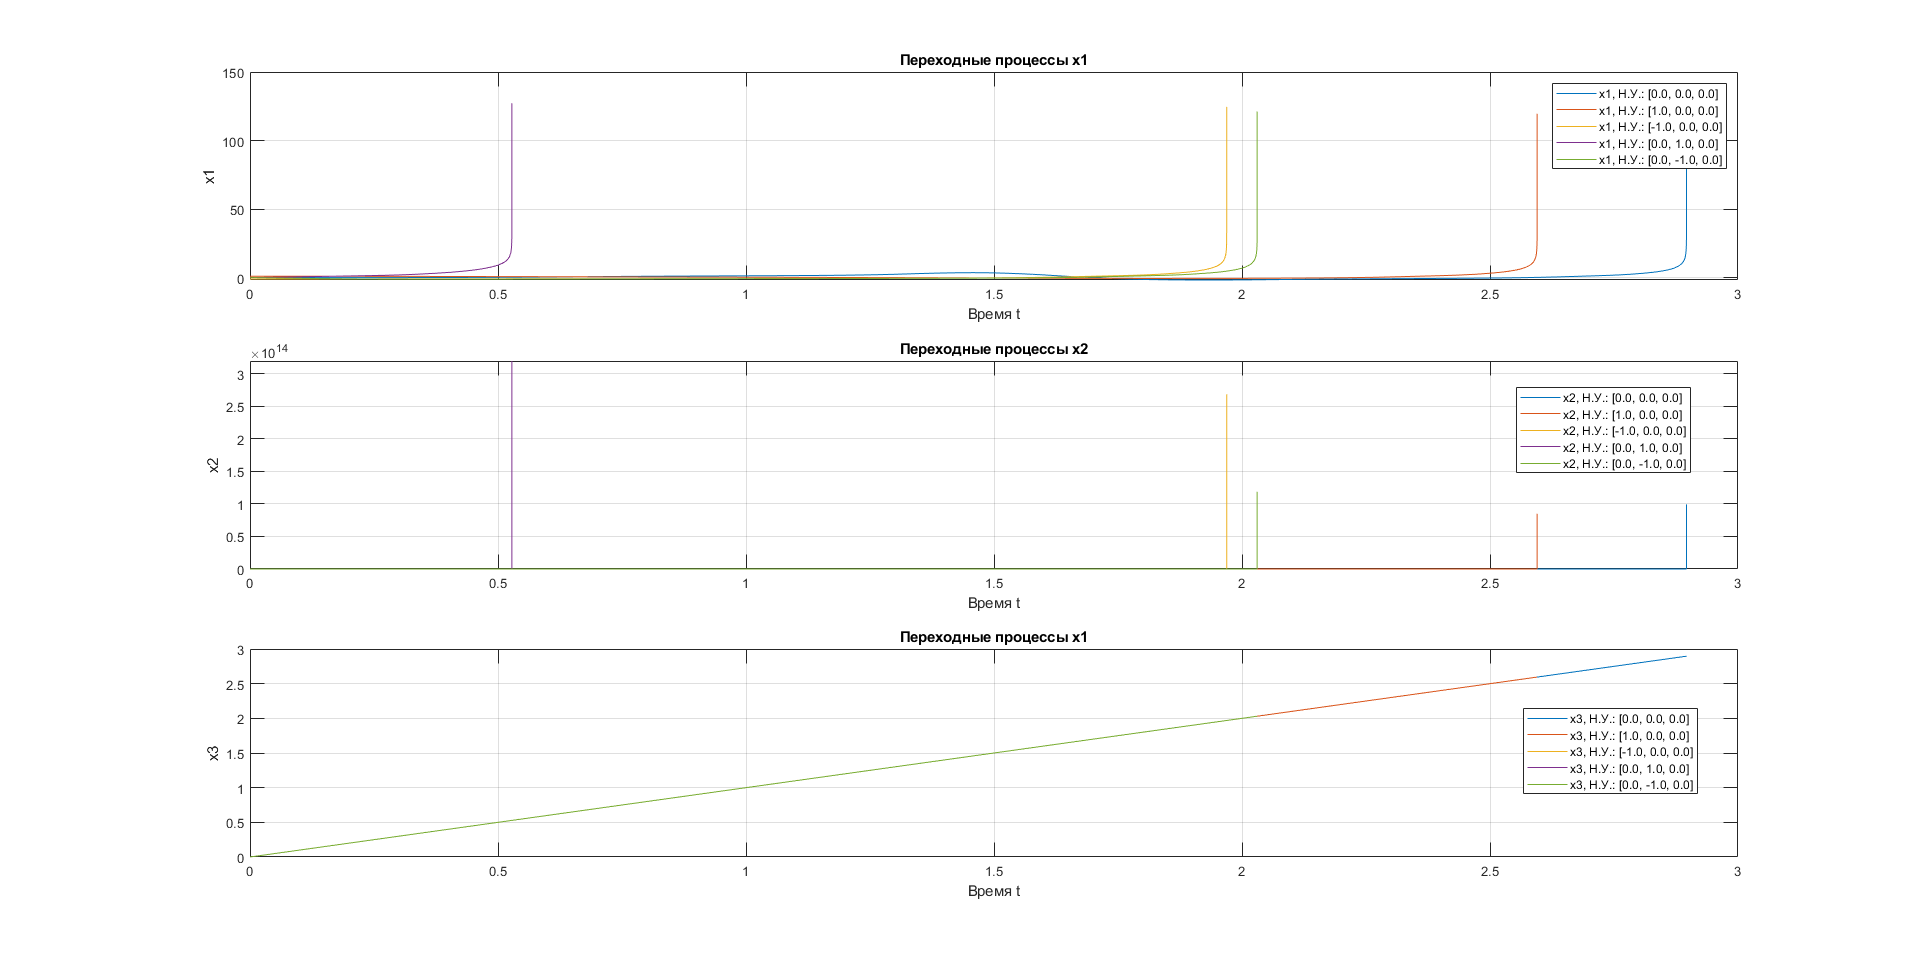 Переходные процессы x1
150
100
50
0
x1
x1, Н.У.: [0.0, 0.0, 0.0]
x1, Н.У.: [1.0, 0.0, 0.0]
x1, Н.У.: [-1.0, 0.0, 0.0]
x1, Н.У.: [0.0, 1.0, 0.0]
x1, Н.У.: [0.0, -1.0, 0.0]
0 0.5 1 1.5 2 2.5 3
Время t
Переходные процессы x2
×10^14
3
2.5
2
1.5
1
0.5
0
x2
x2, Н.У.: [0.0, 0.0, 0.0]
x2, Н.У.: [1.0, 0.0, 0.0]
x2, Н.У.: [-1.0, 0.0, 0.0]
x2, Н.У.: [0.0, 1.0, 0.0]
x2, Н.У.: [0.0, -1.0, 0.0]
0 0.5 1 1.5 2 2.5 3
Время t
Переходные процессы x1
3
2.5
2
1.5
1
0.5
0
x3
x3, Н.У.: [0.0, 0.0, 0.0]
x3, Н.У.: [1.0, 0.0, 0.0]
x3, Н.У.: [-1.0, 0.0, 0.0]
x3, Н.У.: [0.0, 1.0, 0.0]
x3, Н.У.: [0.0, -1.0, 0.0]
0 0.5 1 1.5 2 2.5 3
Время t